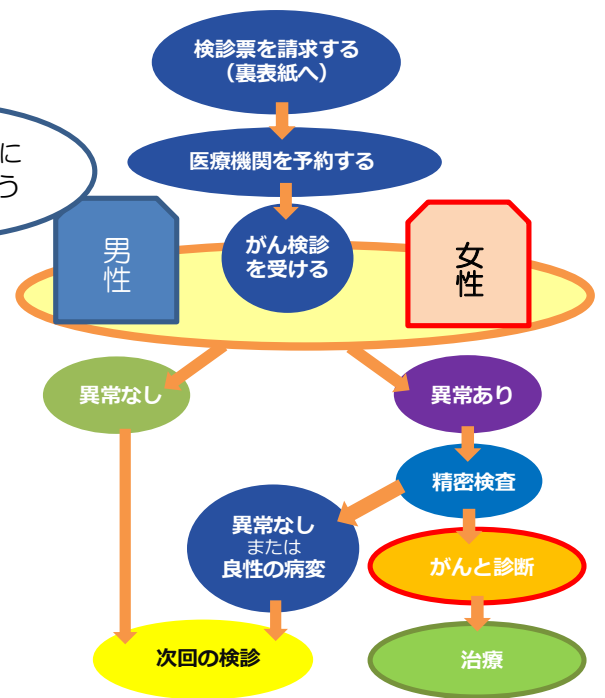 検診票を請求する
（裏表紙へ）
に
う
医療機関を予約する
男性
がん検診
を受ける
女性
異常なし
異常あり
精密検査
異常なし
または
良性の病変
がんと診断
次回の検診
治療